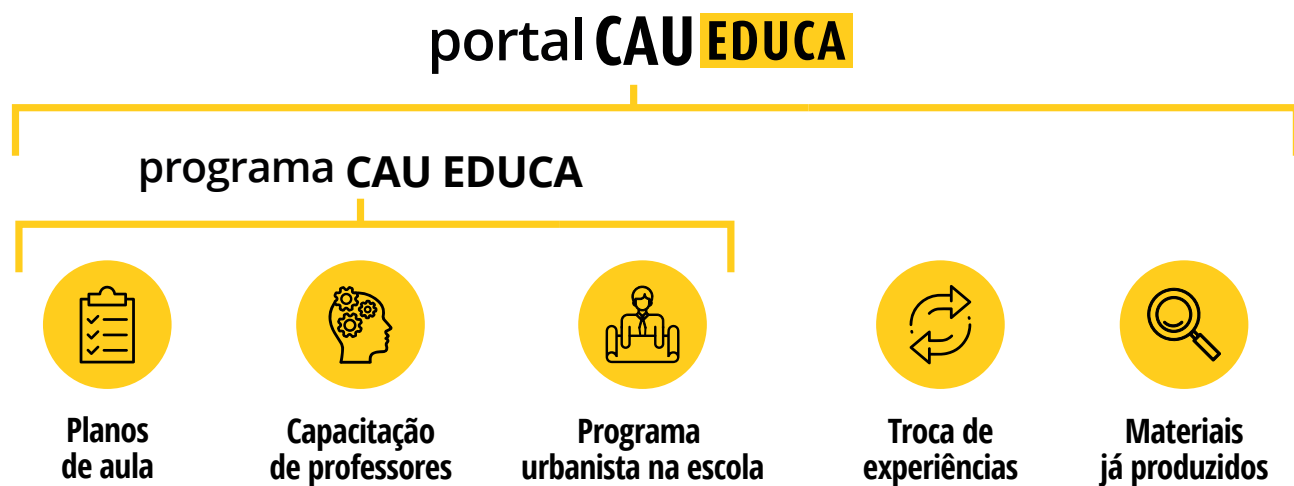 portal CAU EDUCA
programa CAU EDUCA
Planos
de aula
Capacitação
de professores
Programa
urbanista na escola
Troca de
experiências
Materiais
já produzidos